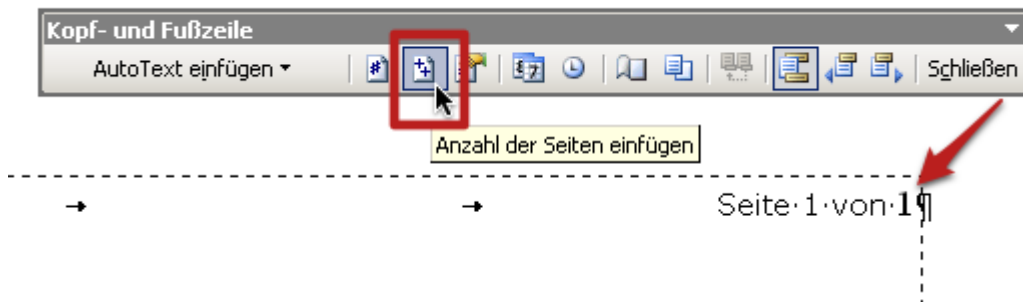 Kopf- und Fußzeile
AutoText einfügen Schließen
Anzahl der Seiten einfügen
Seite·1·von·1¶